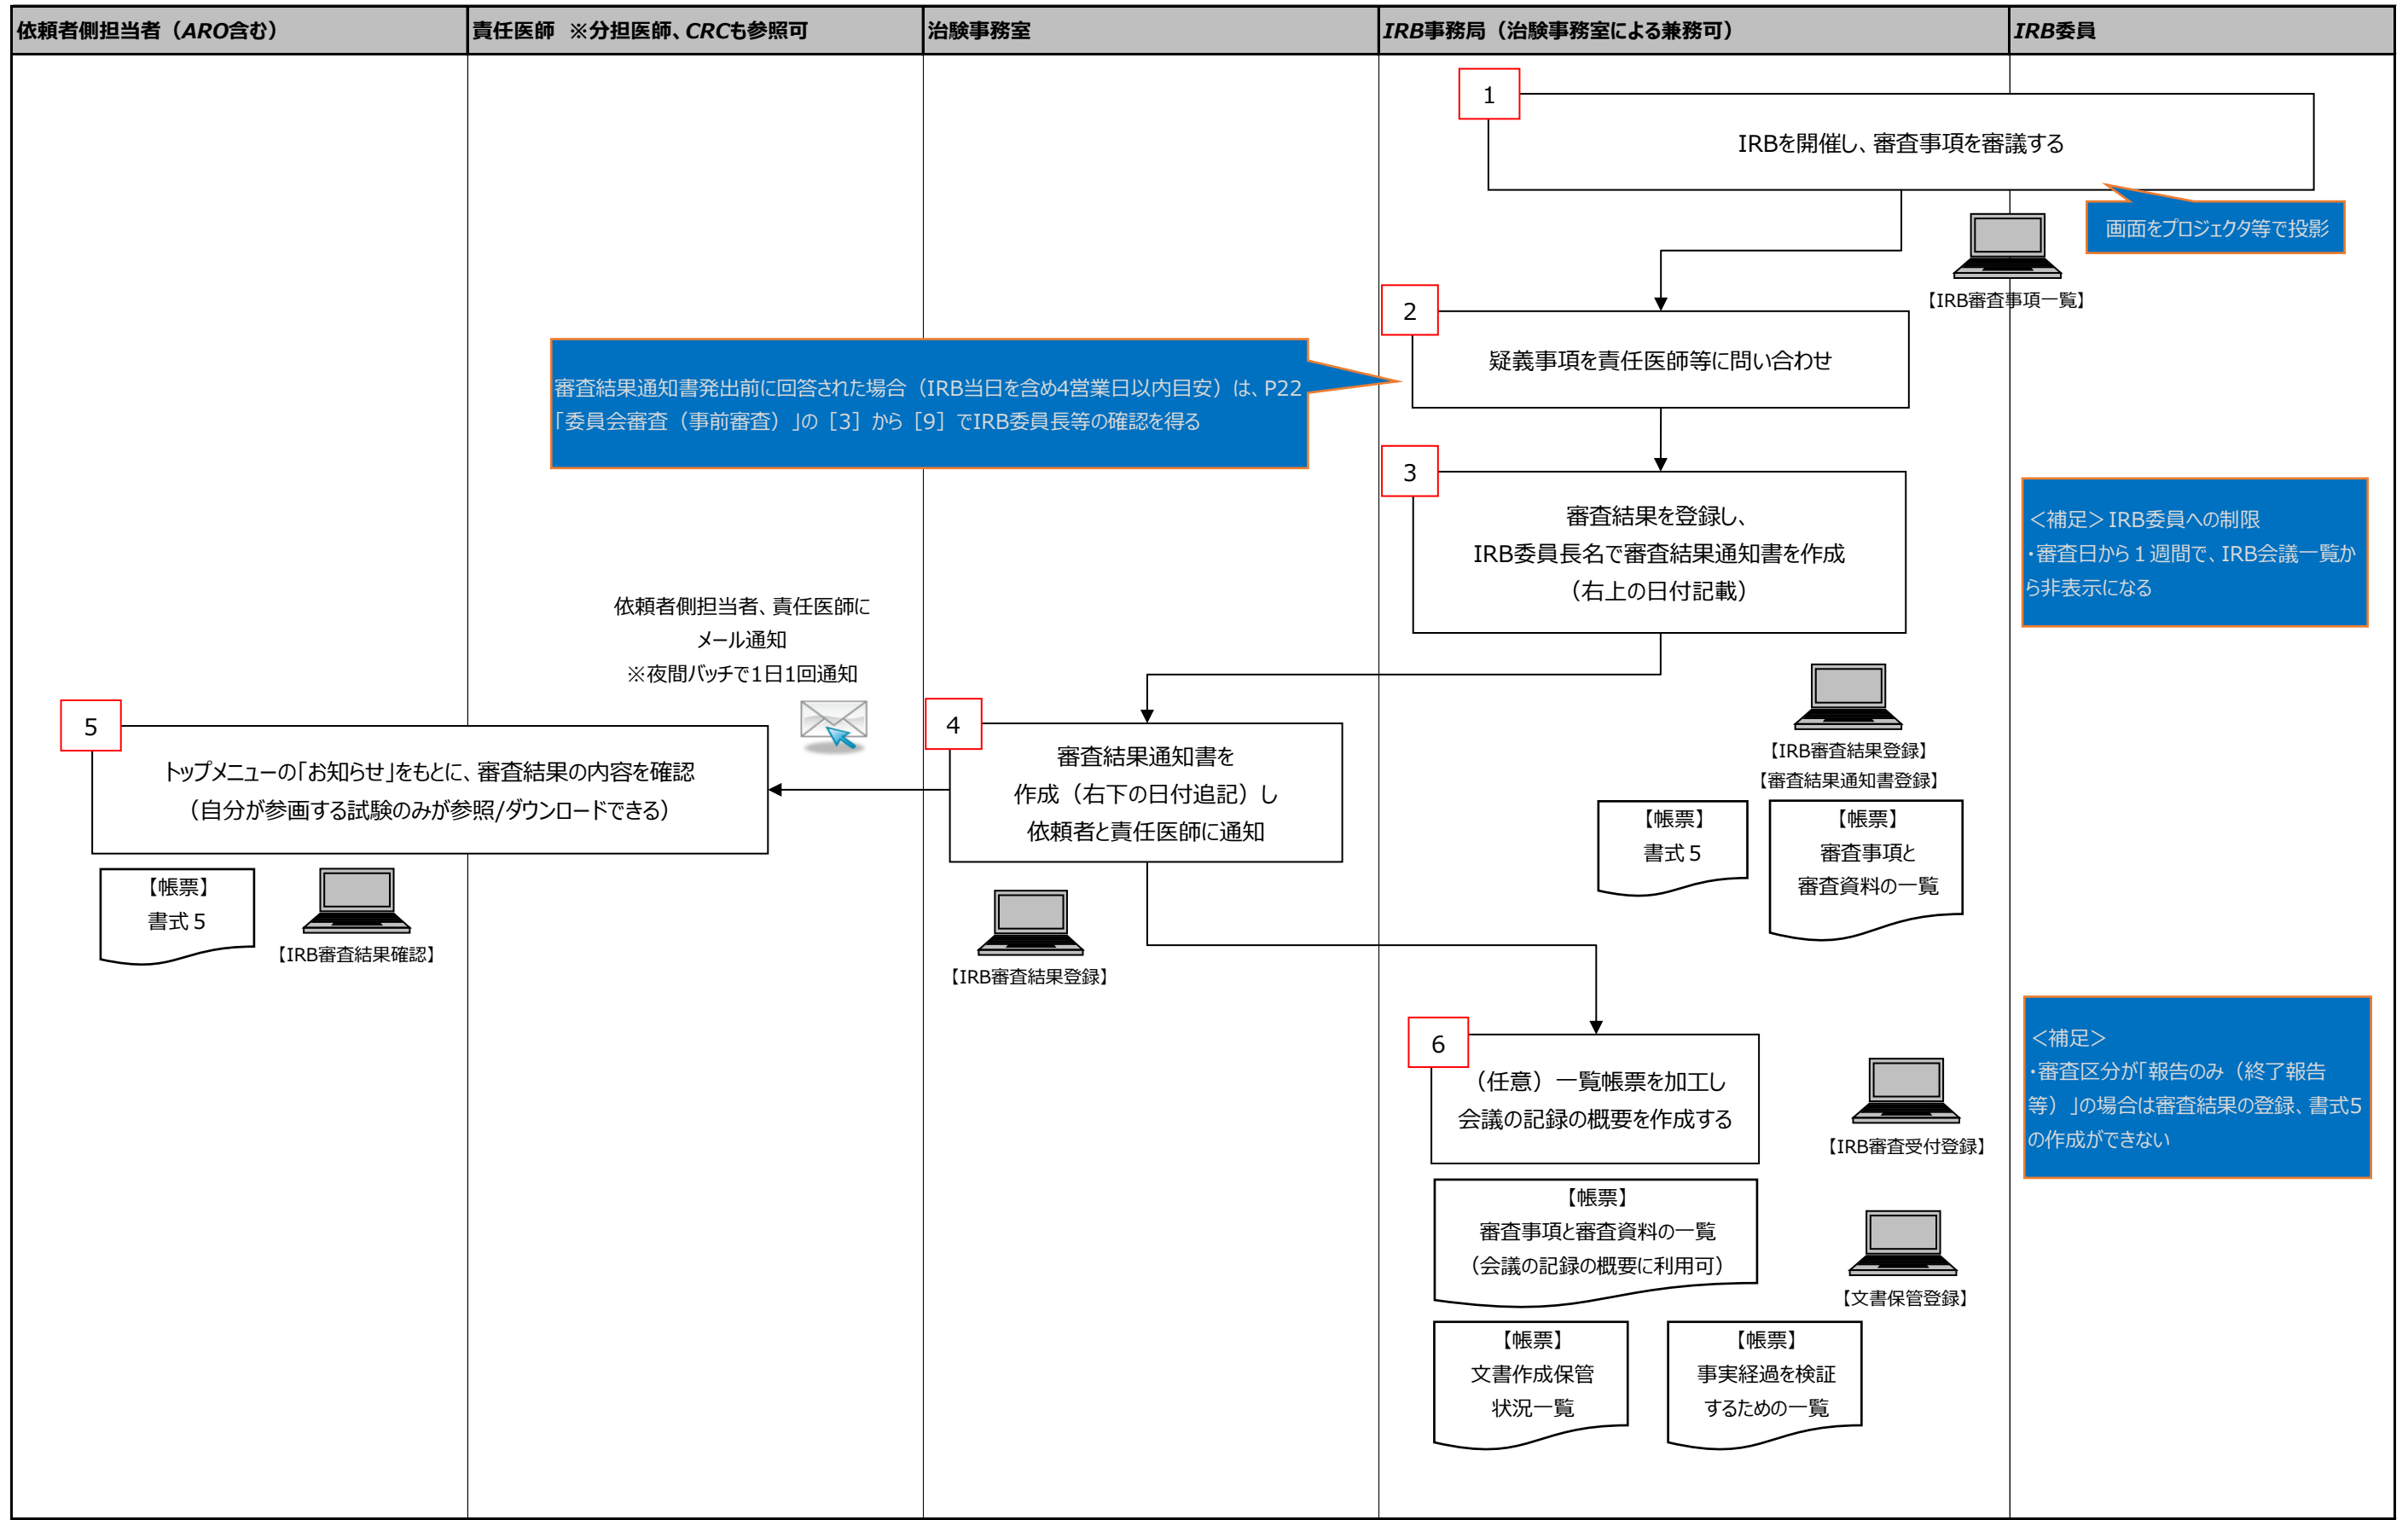 依頼者側担当者（ARO含む）
責任医師　※分担医師、CRCも参照可
治験事務室
IRB事務局（治験事務室による兼務可）
IRB委員
1
IRBを開催し、審査事項を審議する
画面をプロジェクタ等で投影
【IRB審査事項一覧】
2
疑義事項を責任医師等に問い合わせ
審査結果通知書発出前に回答された場合（IRB当日を含め4営業日以内目安）は、P22
「委員会審査（事前審査）」の［3］から［9］でIRB委員長等の確認を得る
3
審査結果を登録し、
IRB委員長名で審査結果通知書を作成
（右上の日付記載）
＜補足＞IRB委員への制限
・審査日から１週間で、IRB会議一覧か
ら非表示になる
依頼者側担当者、責任医師に
メール通知
※夜間バッチで1日1回通知
【IRB審査結果登録】
【審査結果通知書登録】
【帳票】
書式５
【帳票】
審査事項と
審査資料の一覧
5
トップメニューの「お知らせ」をもとに、審査結果の内容を確認
（自分が参画する試験のみが参照/ダウンロードできる）
【帳票】
書式５
【IRB審査結果確認】
4
審査結果通知書を
作成（右下の日付追記）し
依頼者と責任医師に通知
【IRB審査結果登録】
6
（任意）一覧帳票を加工し
会議の記録の概要を作成する
【IRB審査受付登録】
＜補足＞
・審査区分が「報告のみ（終了報告
等）」の場合は審査結果の登録、書式5
の作成ができない
【帳票】
審査事項と審査資料の一覧
（会議の記録の概要に利用可）
【文書保管登録】
【帳票】
文書作成保管
状況一覧
【帳票】
事実経過を検証
するための一覧